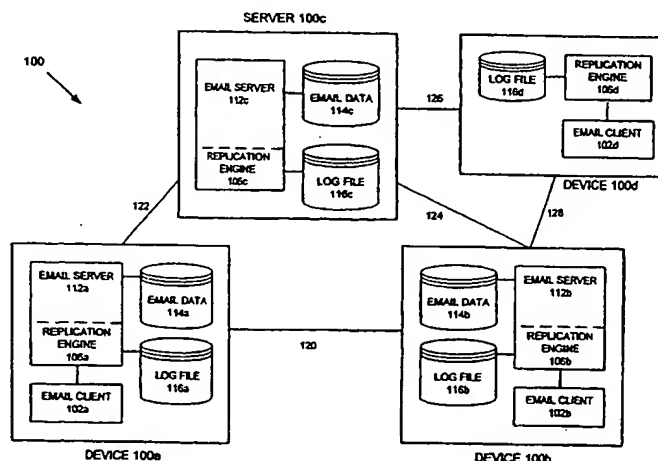 SERVER 100c
100
EMAIL SERVER
112c
EMAIL DATA
114c
REPLICATION
ENGINE
106c
LOG FILE
116c
126
LOG FILE
116d
REPLICATION
ENGINE
106d
EMAIL CLIENT
102d
DEVICE 100d
122
124
128
EMAIL SERVER
112a
EMAIL DATA
114a
REPLICATION
ENGINE
106a
LOG FILE
116a
EMAIL CLIENT
102a
DEVICE 100a
120
EMAIL DATA
114b
EMAIL SERVER
112b
REPLICATION
ENGINE
106b
LOG FILE
116b
EMAIL CLIENT
102b
DEVICE 100b